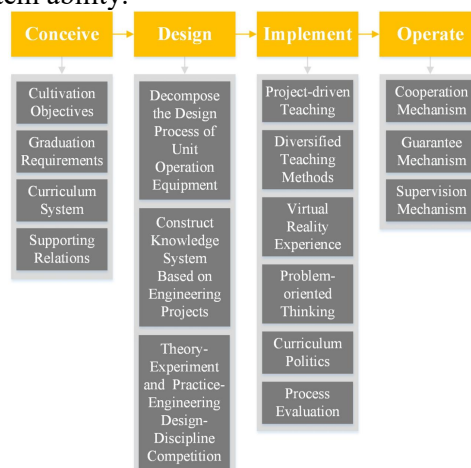 Conceive
Design
Implement
Operate
Cultivation
Objectives
Graduation
Requirements
Curriculum
System
Supporting
Relations
Decompose
the Design
Process of
Unit
Operation
Equipment
Construct
Knowledge
System
Based on
Engineering
Projects
Theory-
Experiment
and Practice-
Engineering
Design-
Discipline
Competition
Project-driven
Teaching
Diversified
Teaching
Methods
Virtual
Reality
Experience
Problem-
oriented
Thinking
Curriculum
Politics
Process
Evaluation
Cooperation
Mechanism
Guarantee
Mechanism
Supervision
Mechanism